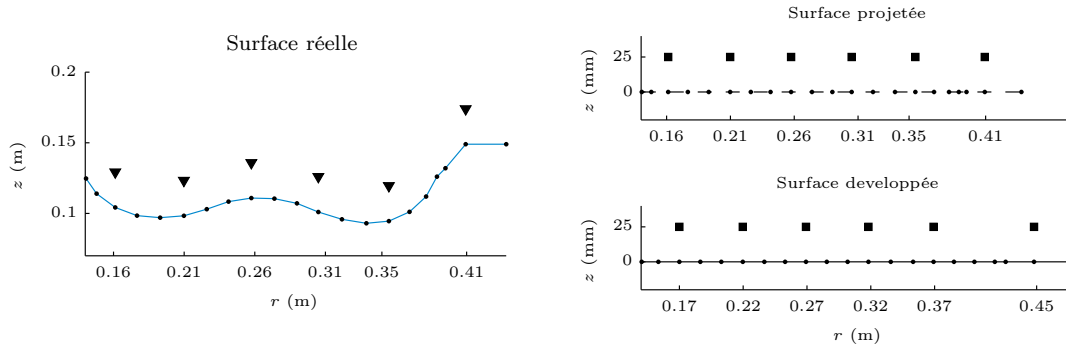 Surface réelle
0.2
0.15
0.1
z (m)
0.16 0.21 0.26 0.31 0.35 0.41
r (m)
Surface projetée
25
0
z (mm)
0.16 0.21 0.26 0.31 0.35 0.41
Surface developpée
25
0
z (mm)
0.17 0.22 0.27 0.32 0.37 0.45
r (m)